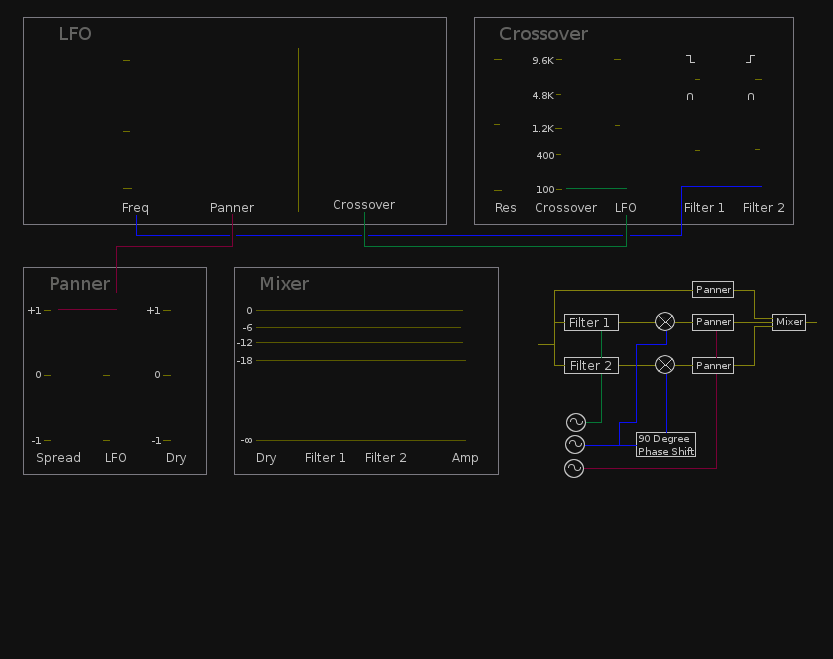 LFO
Freq
Panner
Crossover
Crossover
9.6K
4.8K
1.2K
400
100
Res
Crossover
LFO
Filter 1
Filter 2
Panner
+1
+1
0
0
-1
-1
Spread
LFO
Dry
Mixer
0
-6
-12
-18
-∞
Dry
Filter 1
Filter 2
Amp
Panner
Filter 1
Panner
Mixer
Filter 2
Panner
90 Degree
Phase Shift